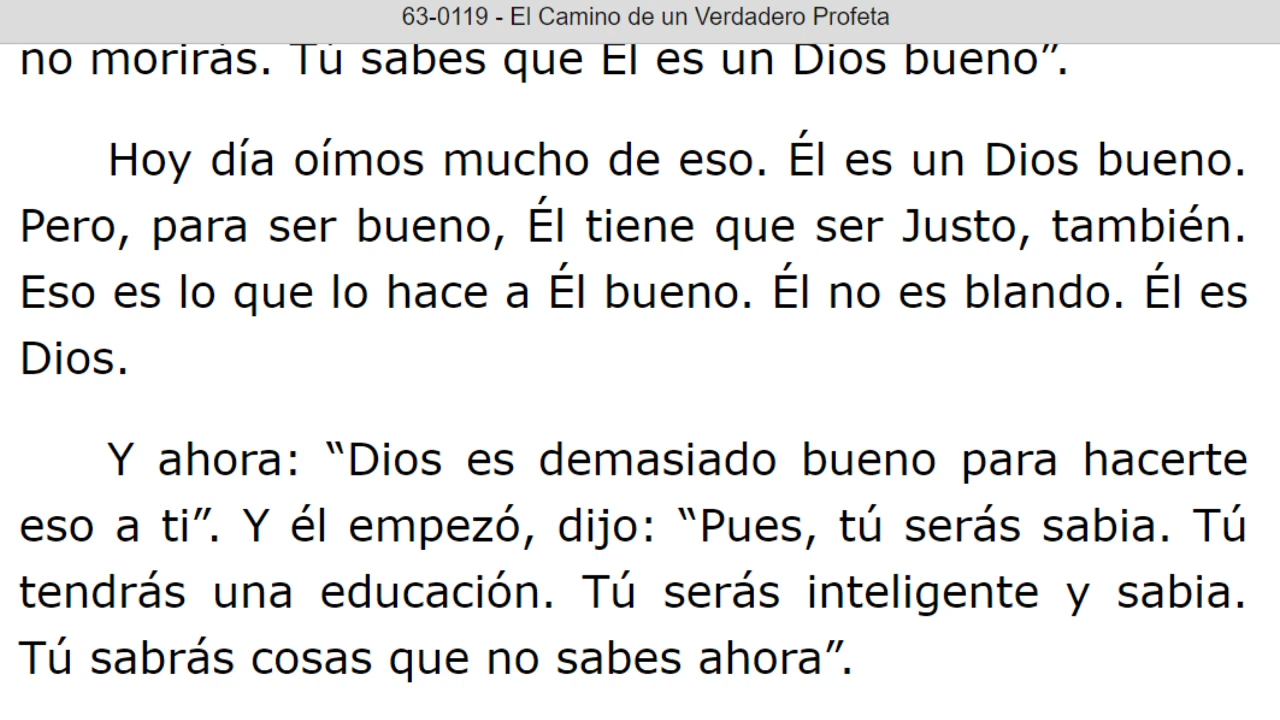 63-0119 - El Camino de un Verdadero Profeta
no morirás. Tú sabes que Él es un Dios bueno”.
Hoy día oímos mucho de eso. Él es un Dios bueno.
Pero, para ser bueno, Él tiene que ser Justo, también.
Eso es lo que lo hace a Él bueno. Él no es blando. Él es
Dios.
Y ahora: “Dios es demasiado bueno para hacerte
eso a ti”. Y él empezó, dijo: “Pues, tú serás sabia. Tú
tendrás una educación. Tú serás inteligente y sabia.
Tú sabrás cosas que no sabes ahora”.